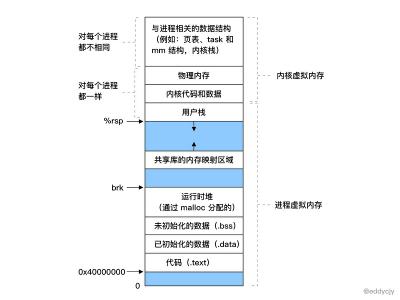 与进程相关的数据结构
（例如：页表、task 和
mm 结构，内核栈）
对每个进程
都不相同
物理内存
内核虚拟内存
对每个进程
都一样
内核代码和数据
用户栈
%rsp
共享库的内存映射区域
brk
运行时堆
（通过 malloc 分配的）
进程虚拟内存
未初始化的数据（.bss）
已初始化的数据（.data）
代码（.text）
0x40000000
0
@eddycjy